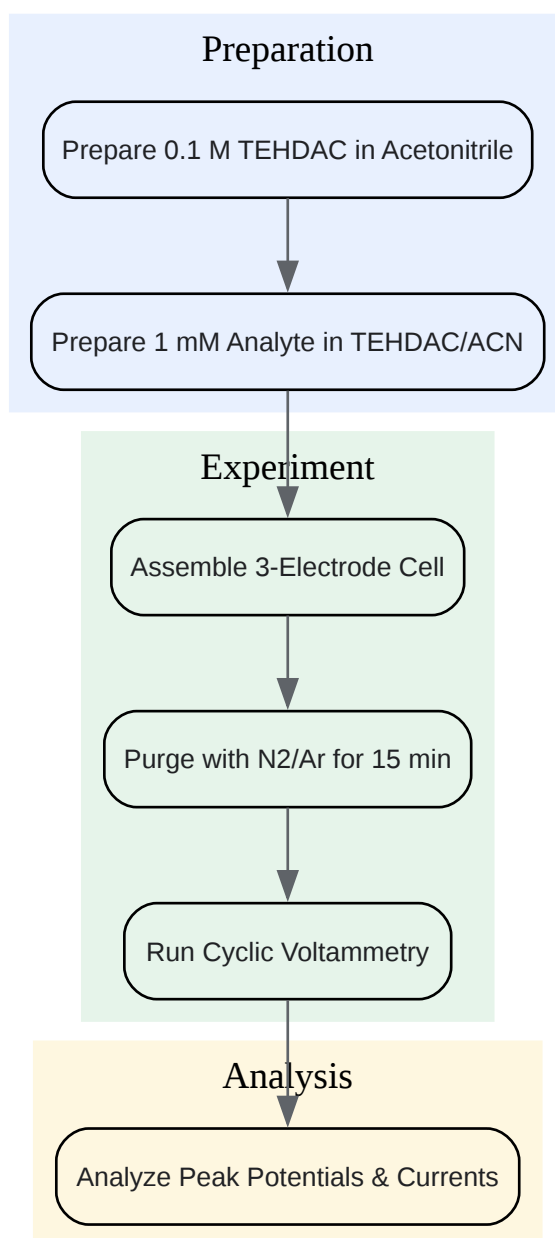 Preparation
Prepare 0.1 M TEHDAC in Acetonitrile
Prepare 1 mM Analyte in TEHDAC/ACN
Experiment
Assemble 3-Electrode Cell
Purge with N2/Ar for 15 min
Run Cyclic Voltammetry
Analysis
Analyze Peak Potentials & Currents